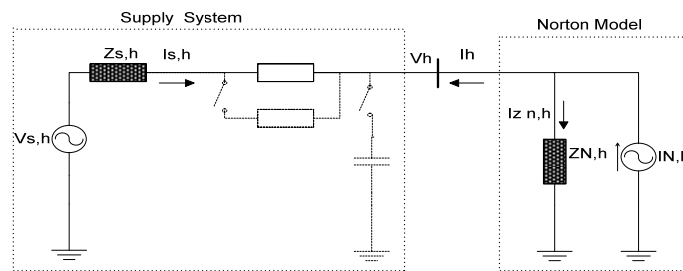 Supply System
Norton Model
Zs,h
Is,h
Vh
Ih
Iz n,h
Vs,h
ZN,h
IN,